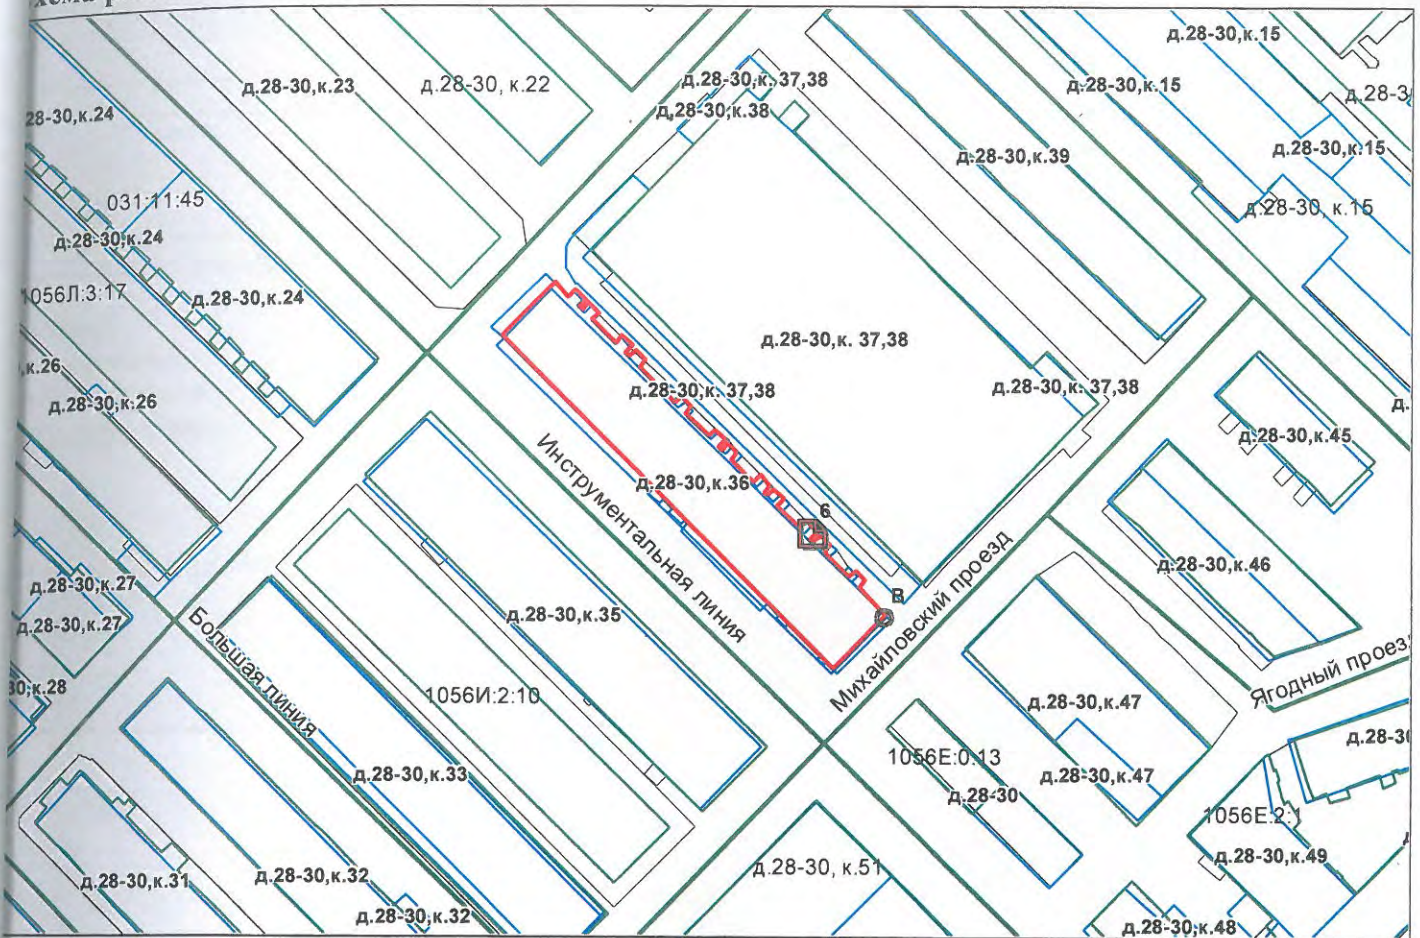 д.28-30,к.15
д.28-30,к. 37,38
д.28-30,к.23
д.28-30, к.22
д.28-30,к.15
д.28-3
28-30,к.24
д,28-30,к.38
д.28-30,к.39
д.28-30,к.15
031:11:45
д.28-30, к.15
д.28-30,к.24
1056Л:3:17
д.28-30,к.24
д.28-30,к. 37,38
к.26
д.28-30,к. 37,38
д.28-30,к. 37,38
д.28-30,к.26
д.
д.28-30,к.45
Инструментальная линия
д.28-30,к.36
6
д.28-30,к.46
д.28-30,к.27
В
Михайловский проезд
д.28-30,к.35
д.28-30,к.27
Большая линия
Ягодный проез
0,к.28
1056И:2:10
д.28-30,к.47
д.28-30
1056Е:0:13
д.28-30,к.33
д.28-30,к.47
д.28-30
1056Е:2:1
д.28-30,к.49
д.28-30, к.51
д.28-30,к.31
д.28-30,к.32
д.28-30,к.32
д.28-30,к.48